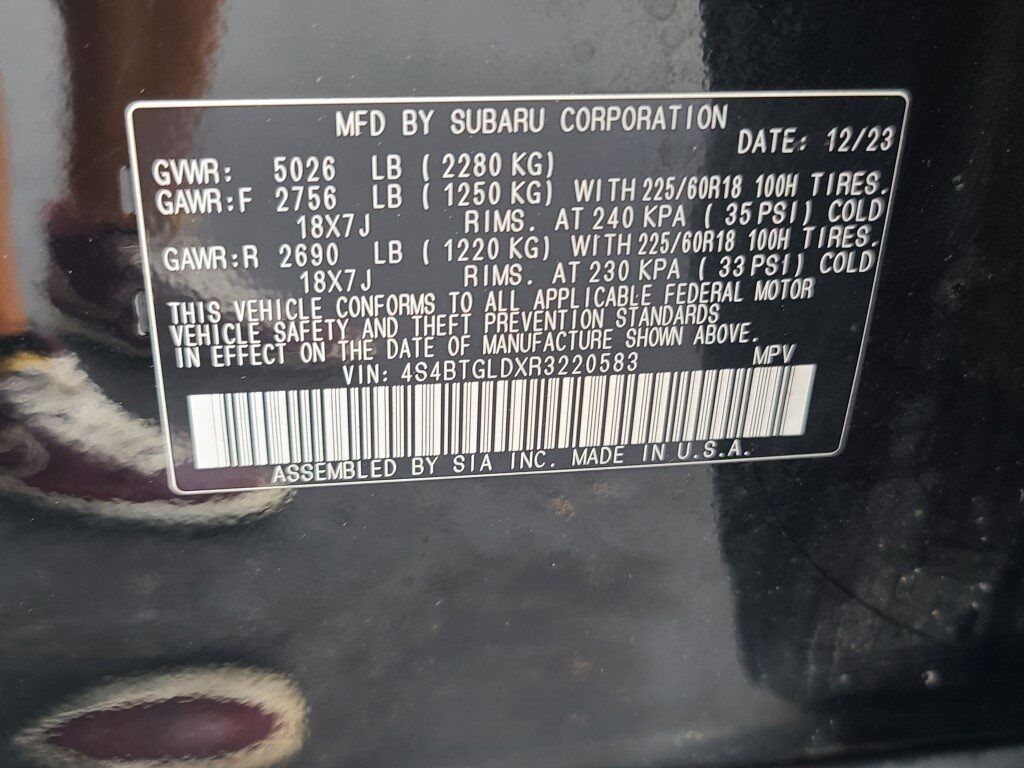 MFD BY SUBARU CORPORATION
DATE: 12/23
GVWR: 5026 LB ( 2280 KG)
GAWR:F 2756 LB ( 1250 KG) WITH 225/60R18 100H TIRES.
18X7J RIMS. AT 240 KPA ( 35 PSI) COLD
GAWR:R 2690 LB ( 1220 KG) WITH 225/60R18 100H TIRES.
18X7J RIMS. AT 230 KPA ( 33 PSI) COLD
THIS VEHICLE CONFORMS TO ALL APPLICABLE FEDERAL MOTOR
VEHICLE SAFETY AND THEFT PREVENTION STANDARDS
IN EFFECT ON THE DATE OF MANUFACTURE SHOWN ABOVE.
VIN: 4S4BTGLDXR3220583 MPV
ASSEMBLED BY SIA INC. MADE IN U.S.A.